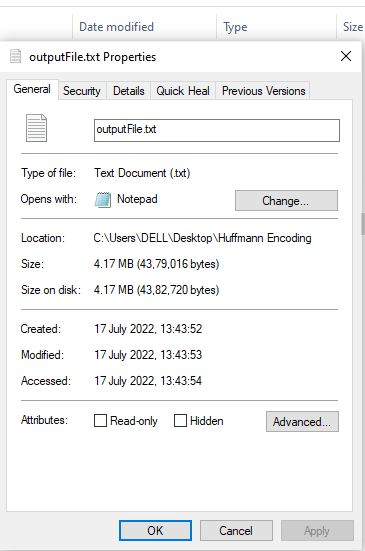 Date modified Type Size
outputFile.txt Properties
General Security Details Quick Heal Previous Versions
outputFile.txt
Type of file: Text Document (.txt)
Opens with: Notepad Change...
Location: C:\Users\DELL\Desktop\Huffmann Encoding
Size: 4.17 MB (43,79,016 bytes)
Size on disk: 4.17 MB (43,82,720 bytes)
Created: 17 July 2022, 13:43:52
Modified: 17 July 2022, 13:43:53
Accessed: 17 July 2022, 13:43:54
Attributes: Read-only Hidden Advanced...
OK Cancel Apply